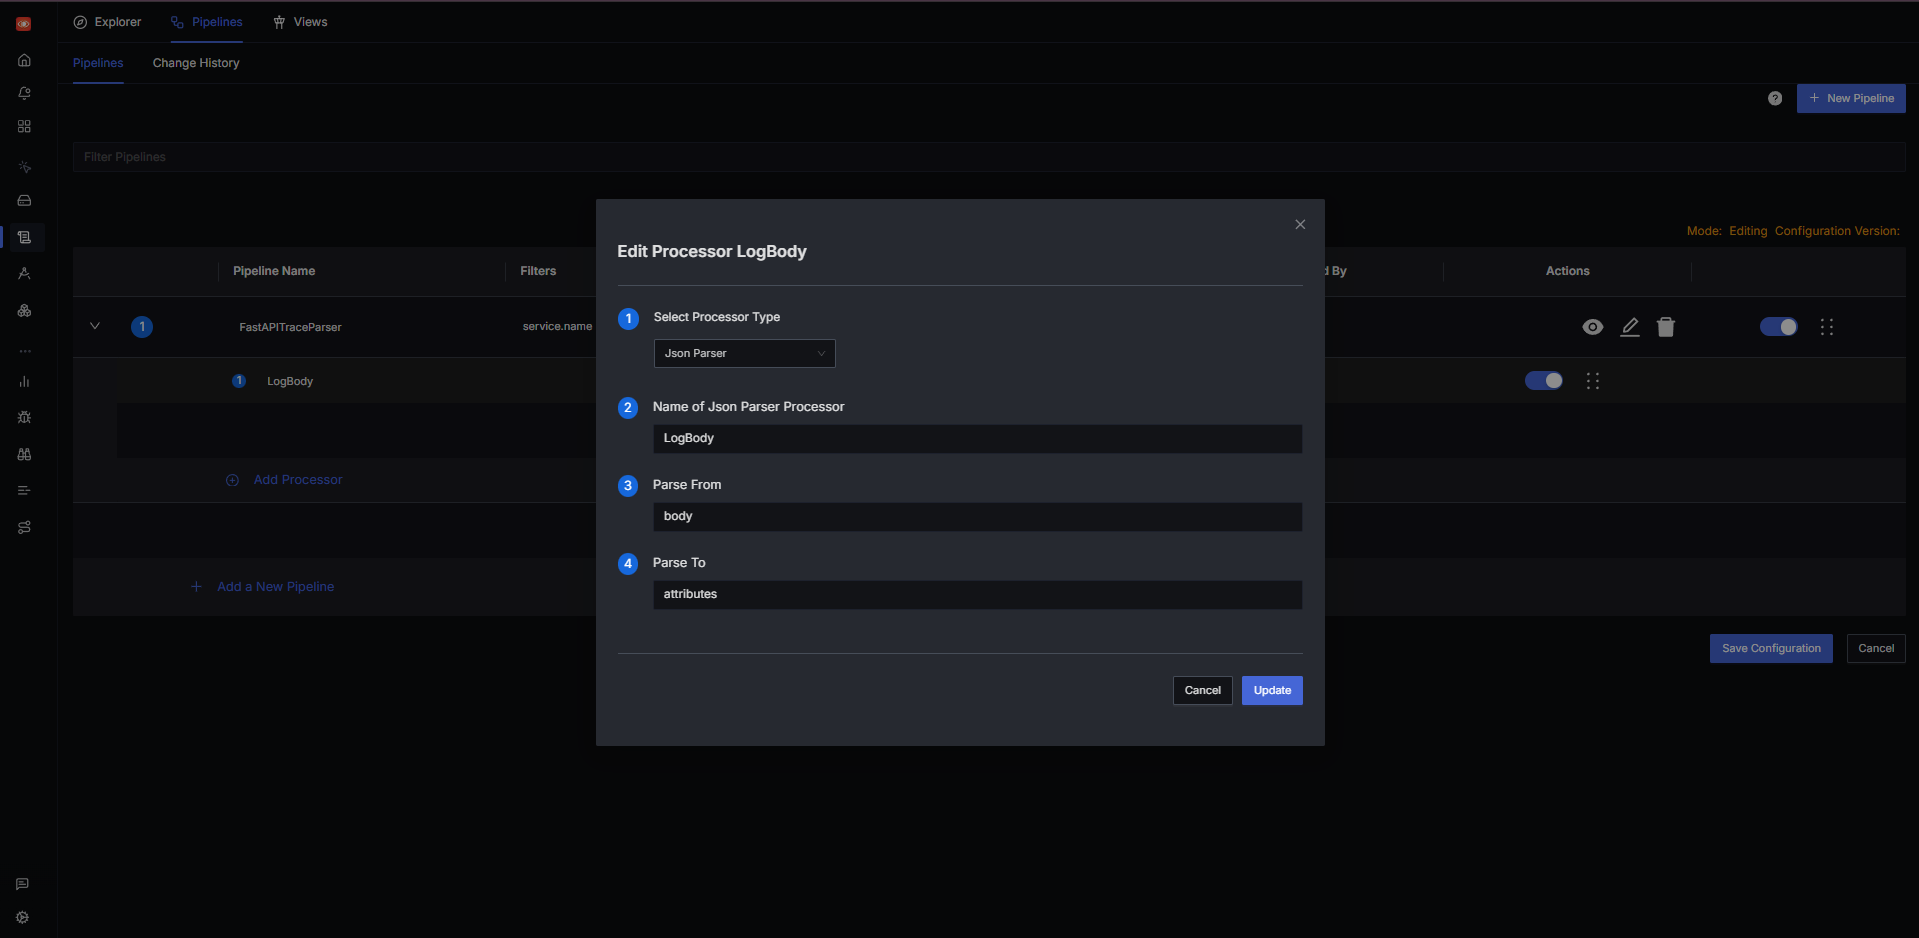 Explorer
Pipelines
Views
Pipelines
Change History
New Pipeline
Filter Pipelines
Mode: Editing Configuration Version:
Pipeline Name
Filters
d By
Actions
1
FastAPITraceParser
service.name
1
LogBody
Add Processor
Add a New Pipeline
Save Configuration
Cancel
Edit Processor LogBody
1
Select Processor Type
Json Parser
2
Name of Json Parser Processor
LogBody
3
Parse From
body
4
Parse To
attributes
Cancel
Update